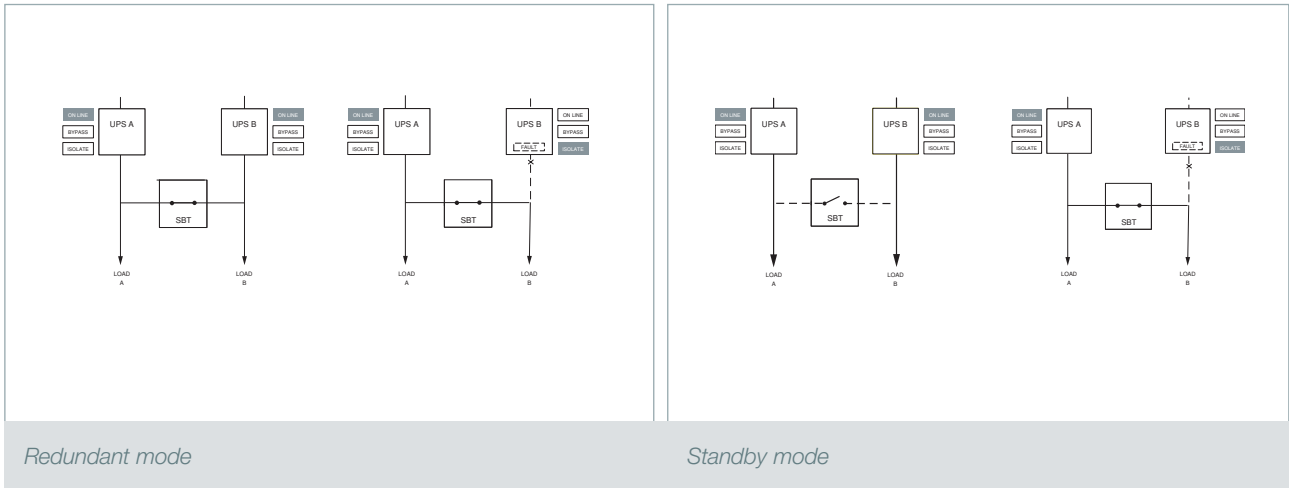 ON LINE
BYPASS
ISOLATE
UPS A
UPS B
ON LINE
BYPASS
ISOLATE
SBT
LOAD
A
LOAD
B
ON LINE
BYPASS
ISOLATE
UPS A
UPS B
FAULT
ON LINE
BYPASS
ISOLATE
SBT
LOAD
A
LOAD
B
Redundant mode
ON LINE
BYPASS
ISOLATE
UPS A
UPS B
ON LINE
BYPASS
ISOLATE
SBT
LOAD
A
LOAD
B
ON LINE
BYPASS
ISOLATE
UPS A
UPS B
FAULT
ON LINE
BYPASS
ISOLATE
SBT
LOAD
A
LOAD
B
Standby mode